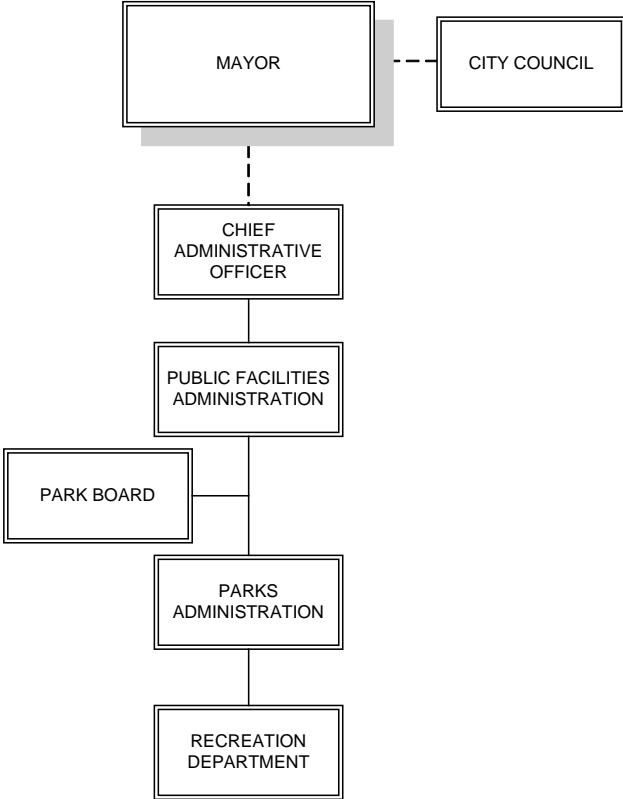 MAYOR
CITY COUNCIL
CHIEF
ADMINISTRATIVE
OFFICER
PUBLIC FACILITIES
ADMINISTRATION
PARK BOARD
PARKS
ADMINISTRATION
RECREATION
DEPARTMENT